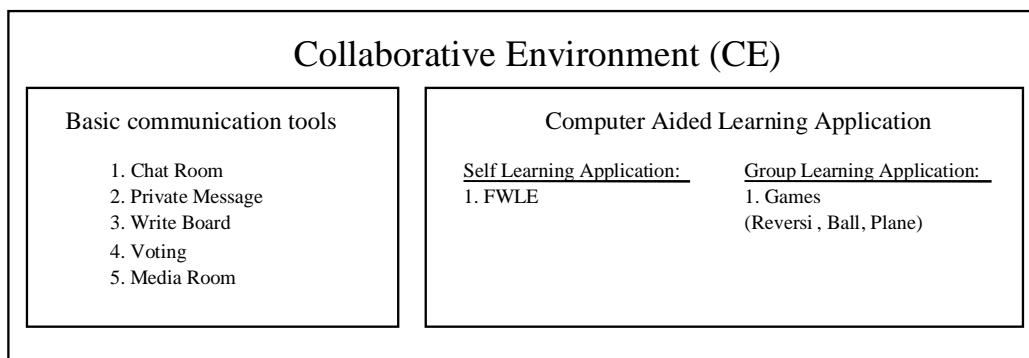 Collaborative Environment (CE)
Basic communication tools
1. Chat Room
2. Private Message
3. Write Board
4. Voting
5. Media Room
Computer Aided Learning Application
Self Learning Application:
1. FWLE
Group Learning Application:
1. Games
(Reversi , Ball, Plane)